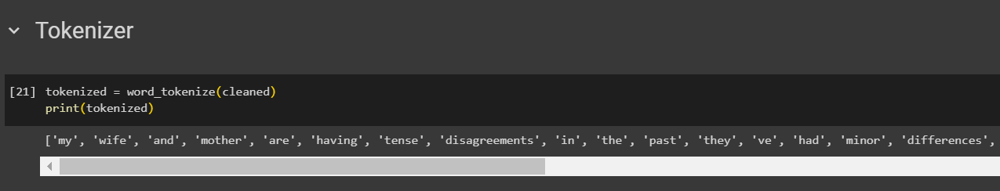 Tokenizer
[21] tokenized = word_tokenize(cleaned)
print(tokenized)
['my', 'wife', 'and', 'mother', 'are', 'having', 'tense', 'disagreements', 'in', 'the', 'past', 'they', 've', 'had', 'minor', 'differences',